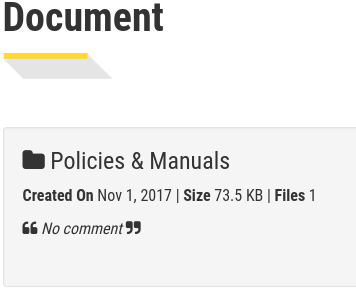 Document
Policies & Manuals
Created On Nov 1, 2017 | Size 73.5 KB | Files 1
❝ No comment ❞